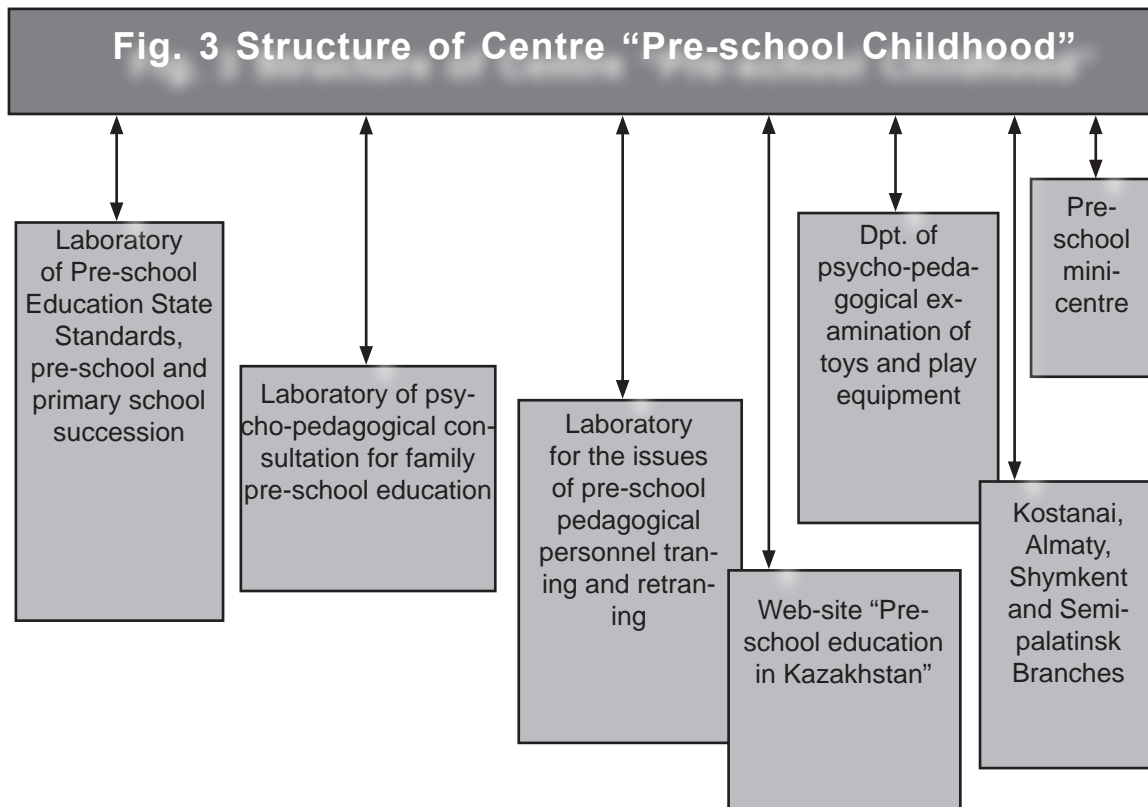 Fig. 3 Structure of Centre “Pre-school Childhood”
Laboratory
of Pre-school
Education State
Standards,
pre-school and
primary school
succession
Laboratory of psy-
cho-pedagogical con-
sultation for family
pre-school education
Laboratory
for the issues
of pre-school
pedagogical
personnel tran-
ing and retran-
ing
Web-site “Pre-
school education
in Kazakhstan”
Dpt. of
psycho-peda-
gogical ex-
amination of
toys and play
equipment
Kostanai,
Almaty,
Shymkent
and Semi-
palatinsk
Branches
Pre-
school
mini-
centre